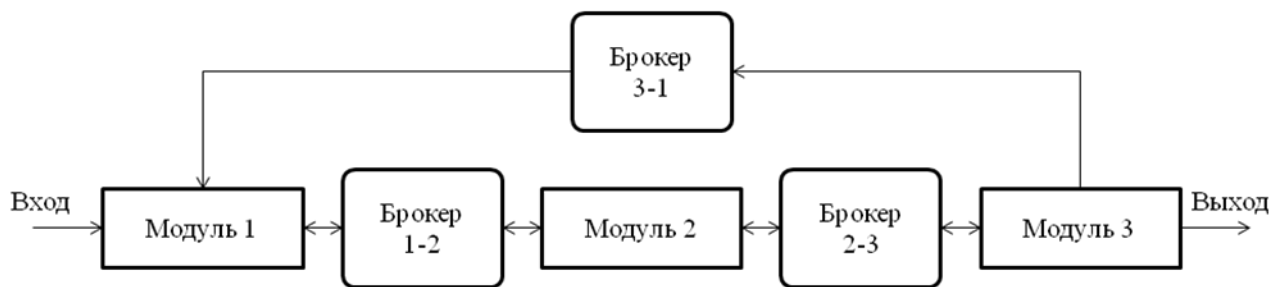 Брокер
3-1
Вход
Модуль 1
Брокер
1-2
Модуль 2
Брокер
2-3
Модуль 3
Выход